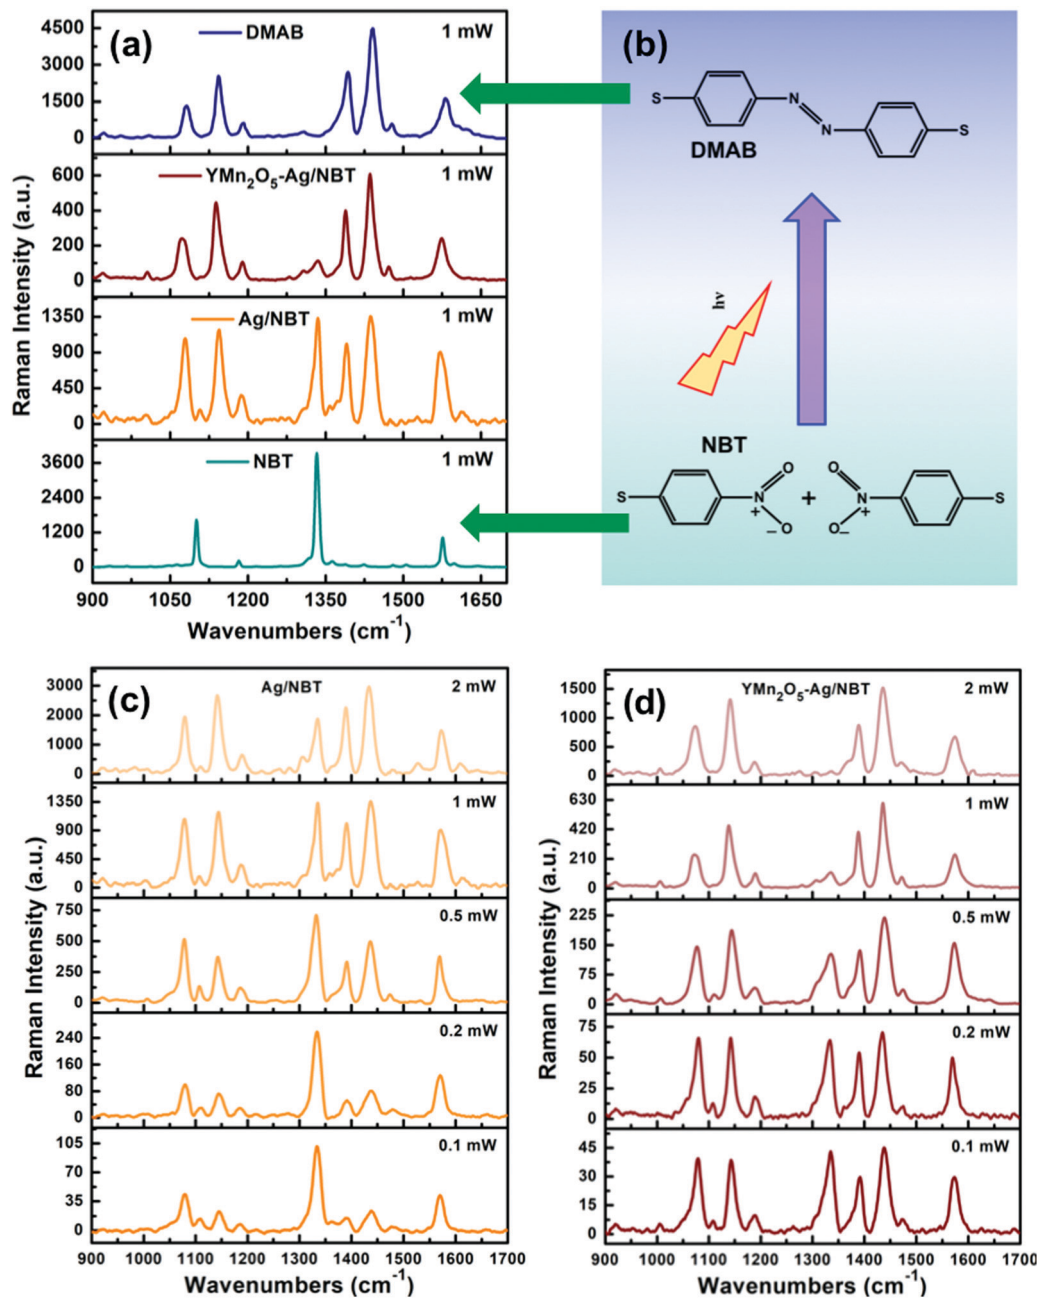 (a)
DMAB
1 mW
4500
3000
1500
0
YMn₂O₅-Ag/NBT
1 mW
600
400
200
0
Ag/NBT
1 mW
1350
900
450
0
NBT
1 mW
3600
2400
1200
0
Raman Intensity (a.u.)
900 1050 1200 1350 1500 1650
Wavenumbers (cm⁻¹)
(b)
S
N
N
S
DMAB
hν
NBT
S
N
+
O
O
−
+
O
N
+
O
−
S
(c)
Ag/NBT
2 mW
3000
2000
1000
0
1 mW
1350
900
450
0
0.5 mW
750
500
250
0
0.2 mW
240
160
80
0
0.1 mW
105
70
35
0
Raman Intensity (a.u.)
900 1000 1100 1200 1300 1400 1500 1600 1700
Wavenumbers (cm⁻¹)
(d)
YMn₂O₅-Ag/NBT
2 mW
1500
1000
500
0
1 mW
630
420
210
0
0.5 mW
225
150
75
0
0.2 mW
75
50
25
0
0.1 mW
45
30
15
0
Raman Intensity (a.u.)
900 1000 1100 1200 1300 1400 1500 1600 1700
Wavenumbers (cm⁻¹)